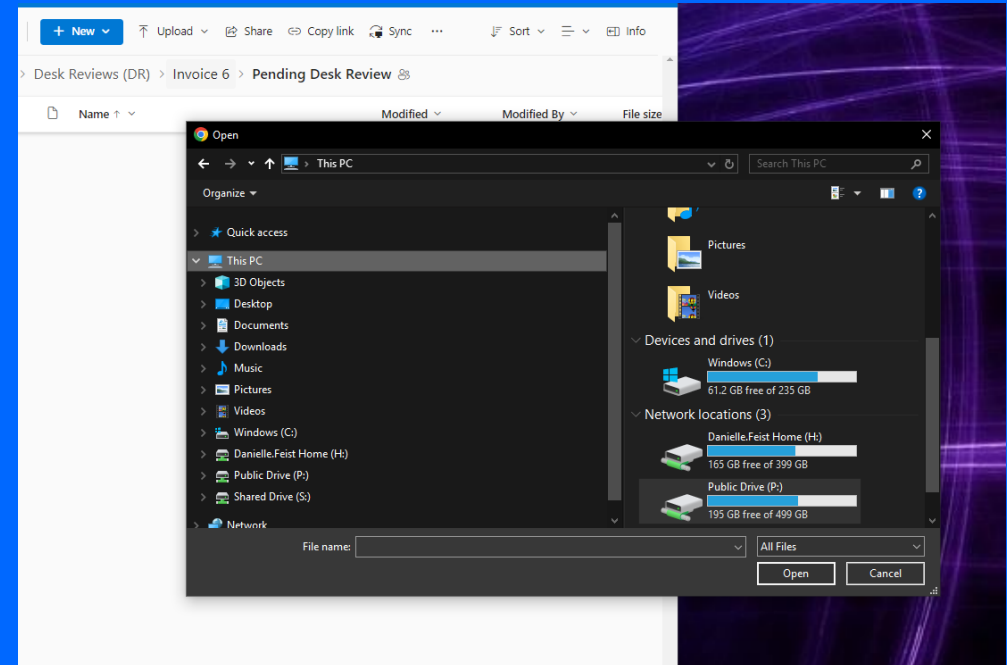 + New Upload Share Copy link Sync ... Sort Info
Desk Reviews (DR) > Invoice 6 > Pending Desk Review
Name Modified Modified By File size
Open
This PC Search This PC
Organize
Quick access
This PC
3D Objects
Desktop
Documents
Downloads
Music
Pictures
Videos
Windows (C:)
Danielle.Feist Home (H:)
Public Drive (P:)
Shared Drive (S:)
Network
Pictures
Videos
Devices and drives (1)
Windows (C:)
61.2 GB free of 235 GB
Network locations (3)
Danielle.Feist Home (H:)
165 GB free of 399 GB
Public Drive (P:)
195 GB free of 499 GB
File name: All Files
Open Cancel